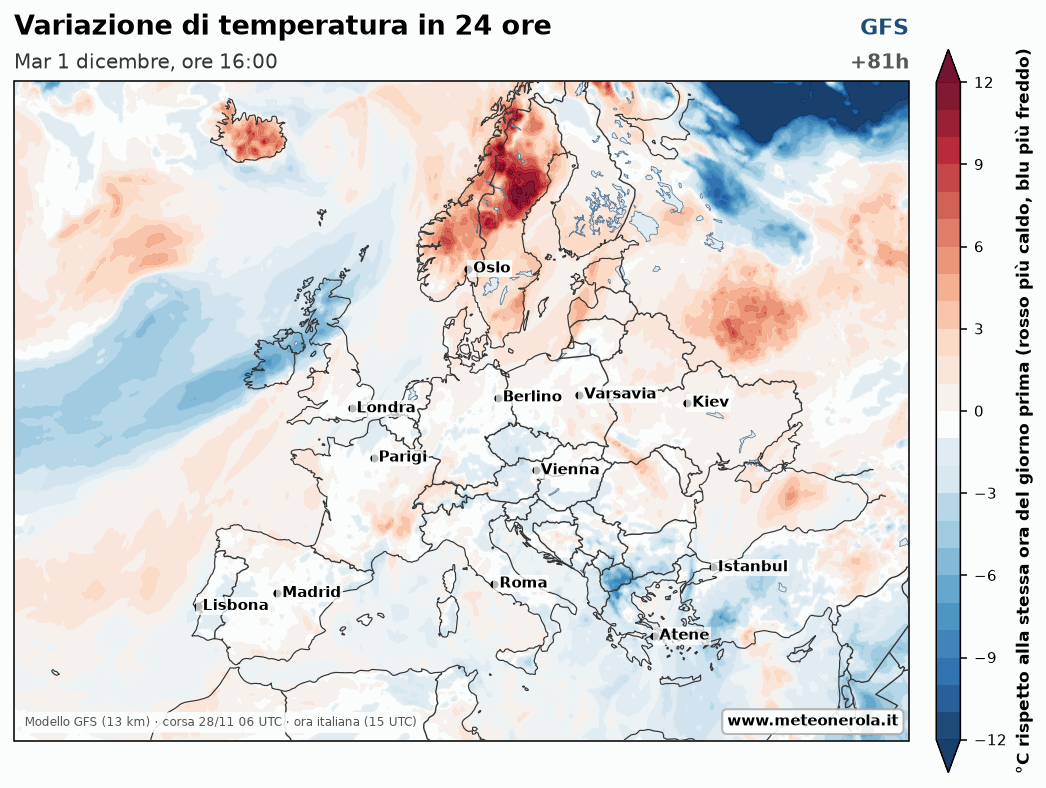 Variazione di temperatura in 24 ore
GFS
Mar 1 dicembre, ore 16:00
+81h
Oslo
Berlino
Varsavia
Kiev
Londra
Parigi
Vienna
Istanbul
Roma
Madrid
Lisbona
Atene
Modello GFS (13 km) · corsa 28/11 06 UTC · ora italiana (15 UTC)
www.meteonerola.it
12
9
6
3
0
−3
−6
−9
−12
°C rispetto alla stessa ora del giorno prima (rosso più caldo, blu più freddo)